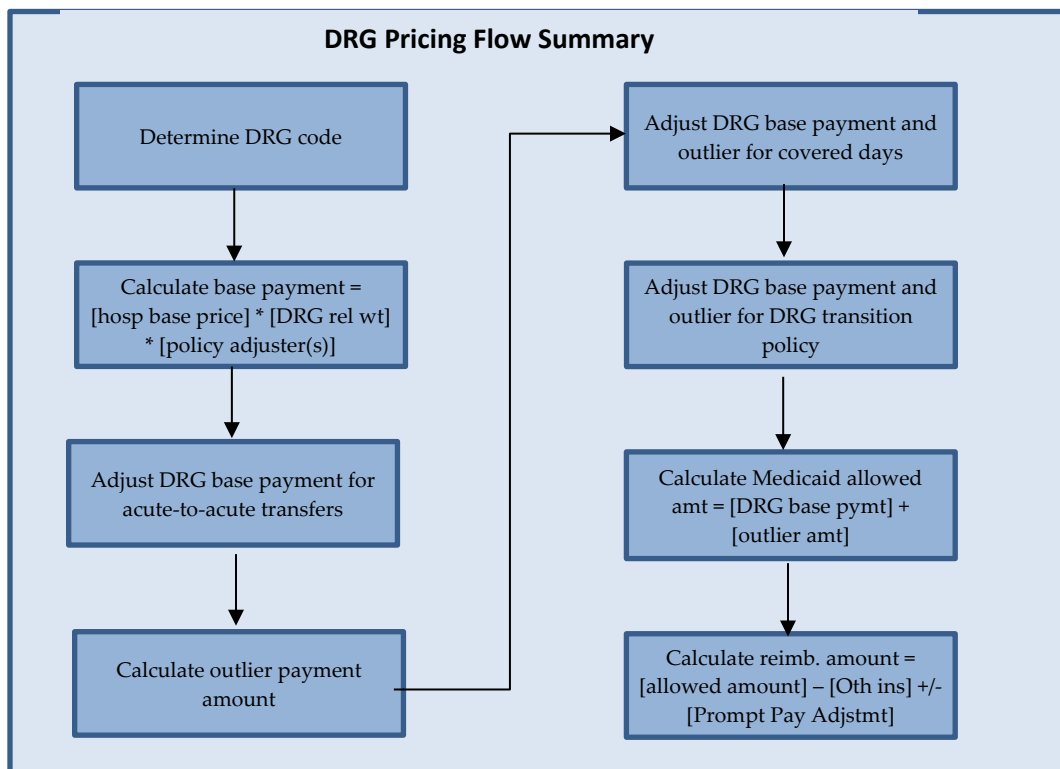 DRG Pricing Flow Summary
Determine DRG code
Calculate base payment =
[hosp base price] * [DRG rel wt]
* [policy adjuster(s)]
Adjust DRG base payment for
acute-to-acute transfers
Calculate outlier payment
amount
Adjust DRG base payment and
outlier for covered days
Adjust DRG base payment and
outlier for DRG transition
policy
Calculate Medicaid allowed
amt = [DRG base pymt] +
[outlier amt]
Calculate reimb. amount =
[allowed amount] – [Oth ins] +/-
[Prompt Pay Adjstmt]